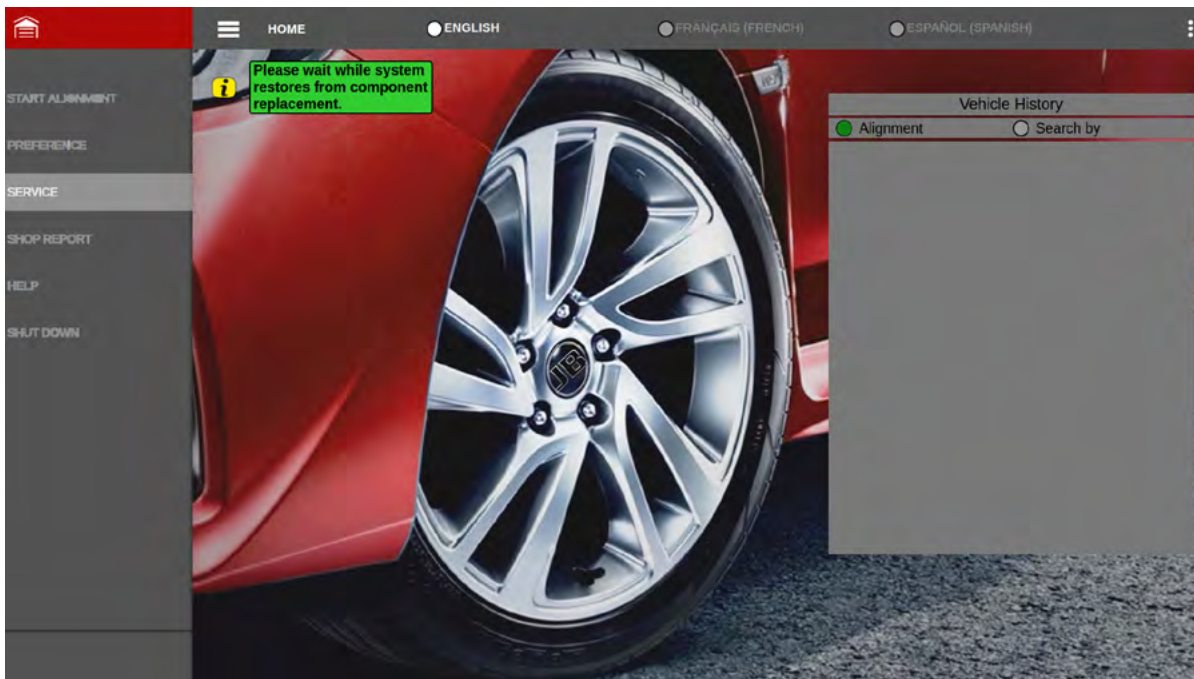 HOME
ENGLISH
FRANÇAIS (FRENCH)
ESPAÑOL (SPANISH)
Please wait while system
restores from component
replacement.
START ALIGNMENT
PREFERENCE
SERVICE
SHOP REPORT
HELP
SHUT DOWN
Vehicle History
Alignment
Search by